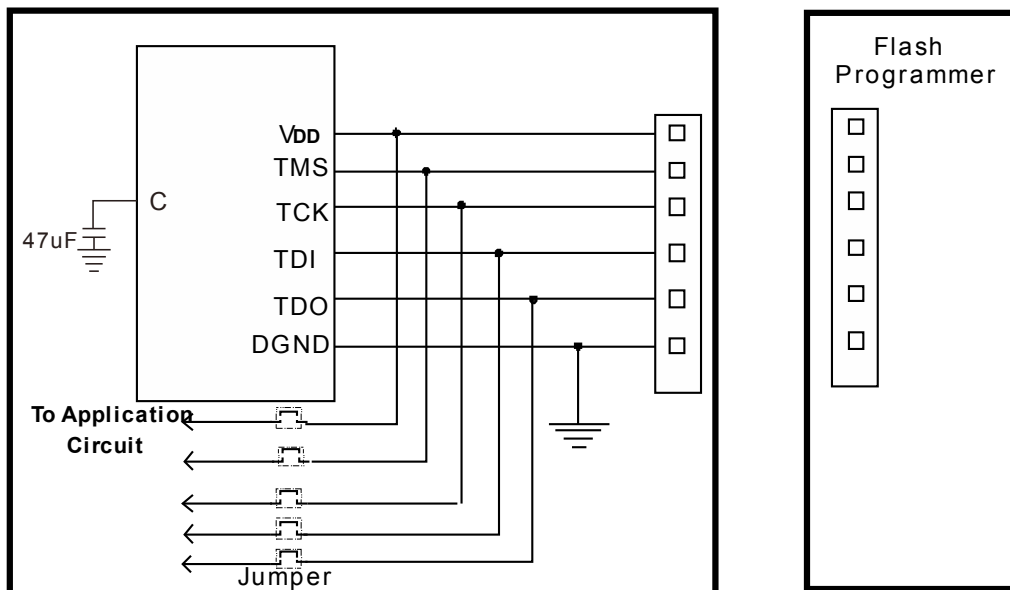 Flash
Programmer
VDD
TMS
C
TCK
47uF
TDI
TDO
DGND
To Application
Circuit
Jumper